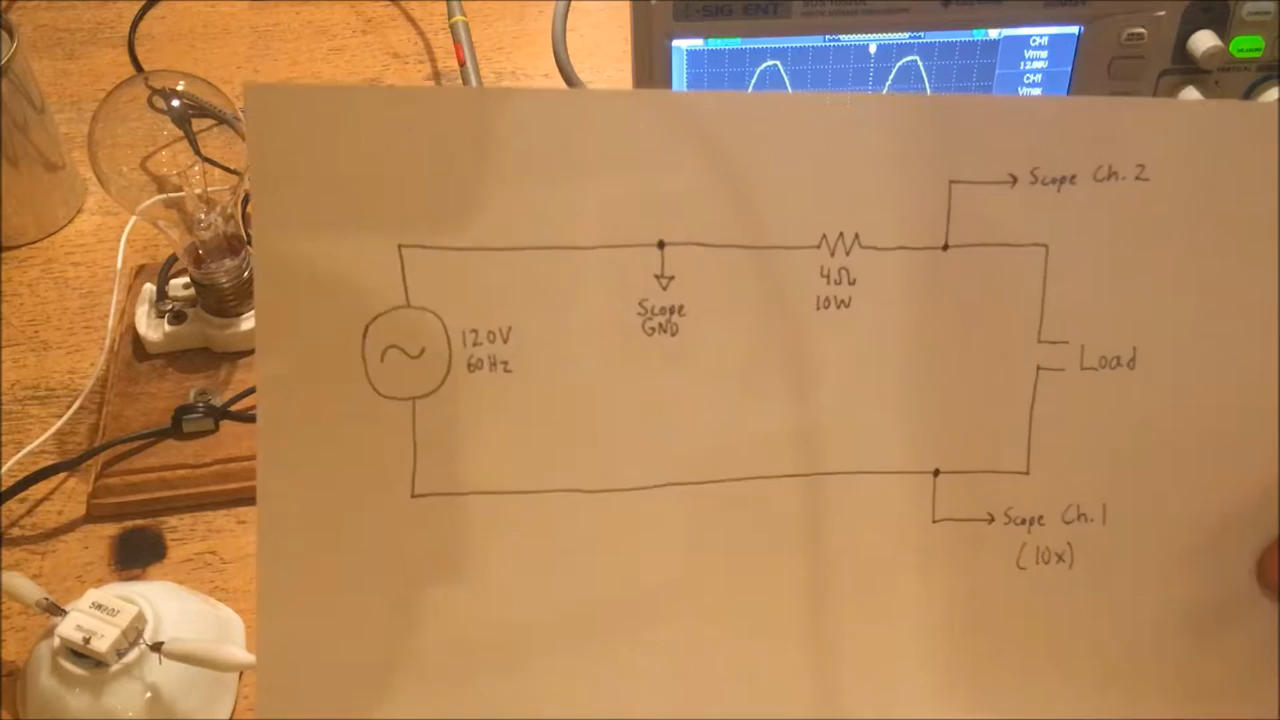 SIGLENT
CH1
Vrms
CH1
Vmax
Scope Ch. 2
4Ω
10W
Scope
GND
120V
60Hz
Load
Scope Ch. 1
(10x)